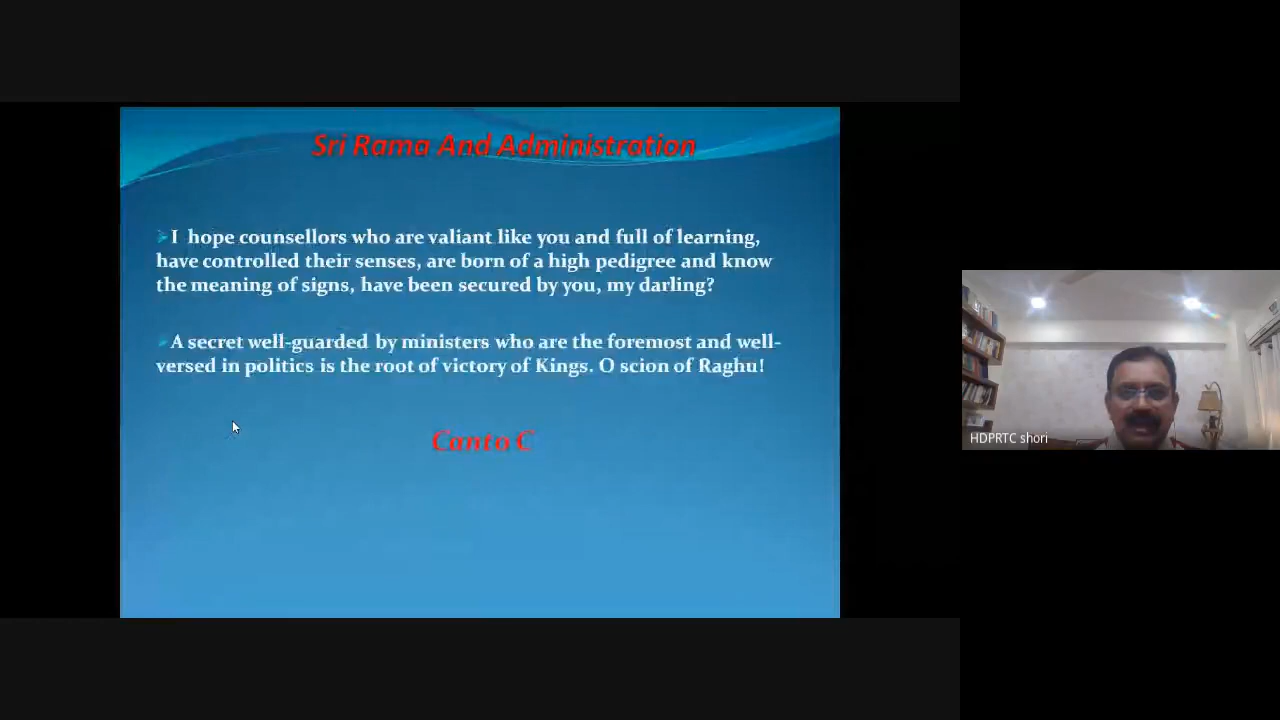 Sri Rama And Administration
I hope counsellors who are valiant like you and full of learning,
have controlled their senses, are born of a high pedigree and know
the meaning of signs, have been secured by you, my darling?
A secret well-guarded by ministers who are the foremost and well-
versed in politics is the root of victory of Kings. O scion of Raghu!
Canto C
HDPRTC shori